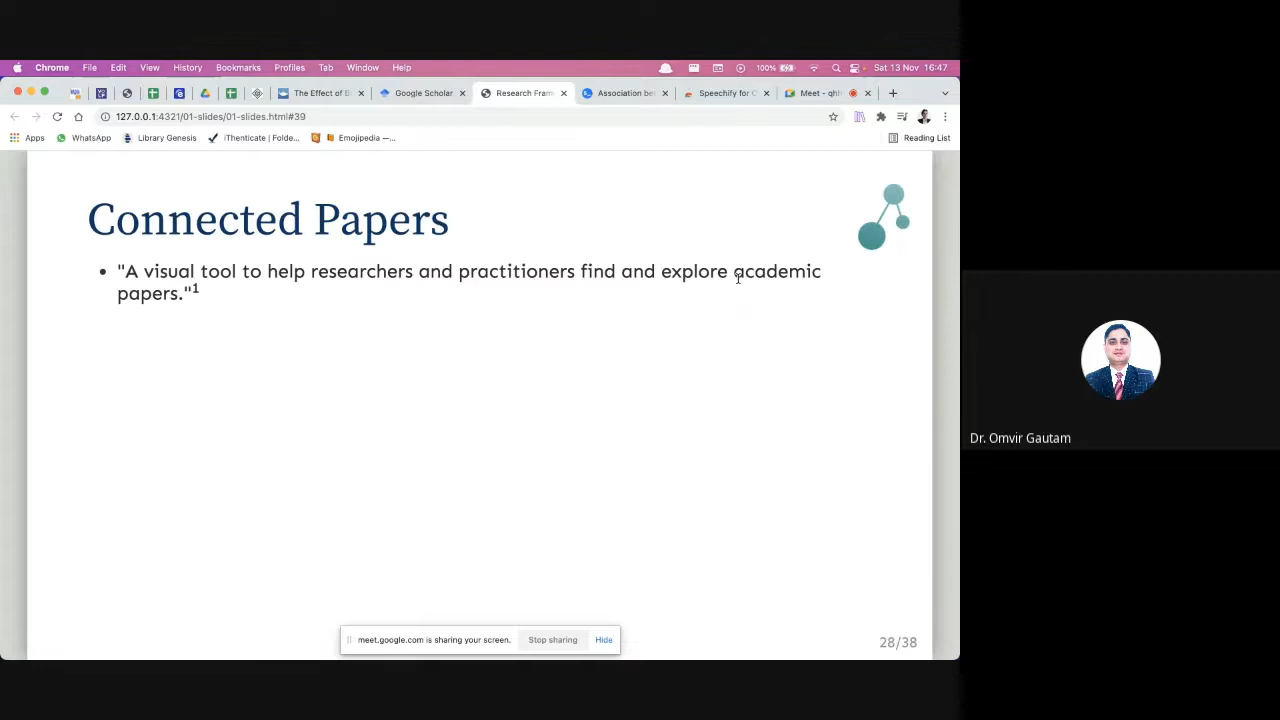 Chrome File Edit View History Bookmarks Profiles Tab Window Help 100% Sat 13 Nov 16:47
The Effect of B Google Scholar Research Fram Association be Speechify for C Meet - qhh
127.0.0.1:4321/01-slides/01-slides.html#39
Apps WhatsApp Library Genesis iThenticate | Folde... Emojipedia —... Reading List
Connected Papers
• "A visual tool to help researchers and practitioners find and explore academic
papers."1
Dr. Omvir Gautam
meet.google.com is sharing your screen. Stop sharing Hide
28/38